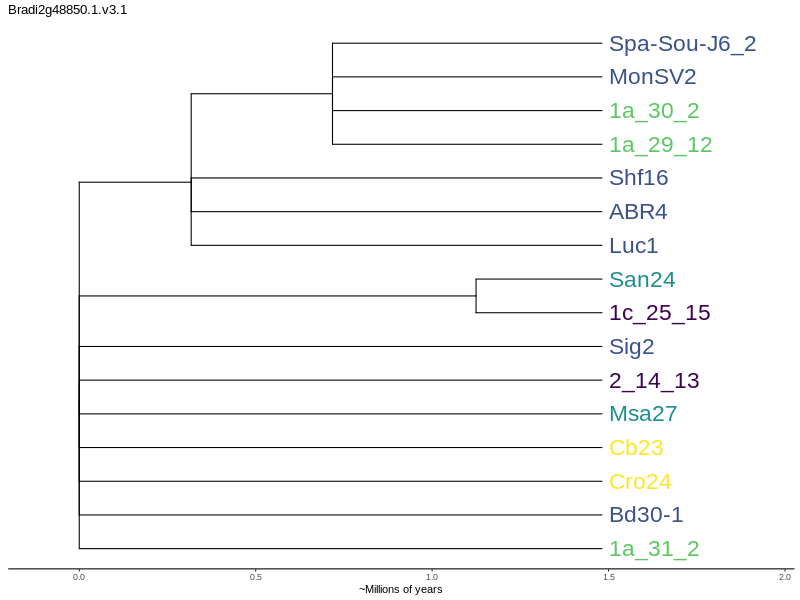 Bradi2g48850.1.v3.1
Spa-Sou-J6_2
MonSV2
1a_30_2
1a_29_12
Shf16
ABR4
Luc1
San24
1c_25_15
Sig2
2_14_13
Msa27
Cb23
Cro24
Bd30-1
1a_31_2
0.0 0.5 1.0 1.5 2.0
~Millions of years